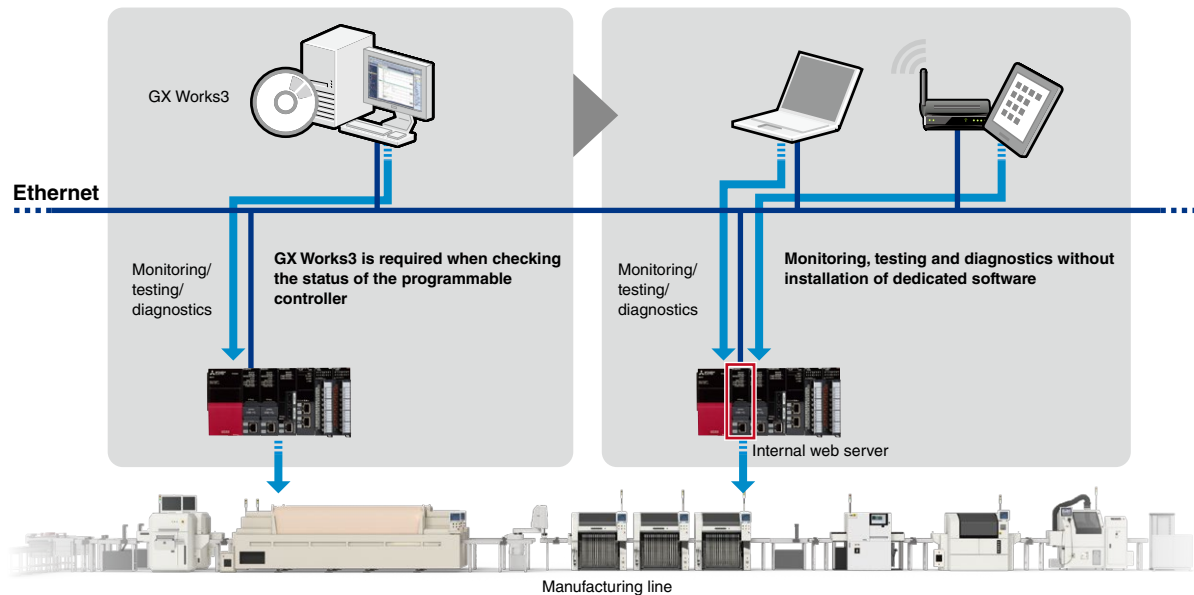 GX Works3
Ethernet
Monitoring/
testing/
diagnostics
GX Works3 is required when checking
the status of the programmable
controller
Monitoring/
testing/
diagnostics
Monitoring, testing and diagnostics without
installation of dedicated software
Internal web server
Manufacturing line